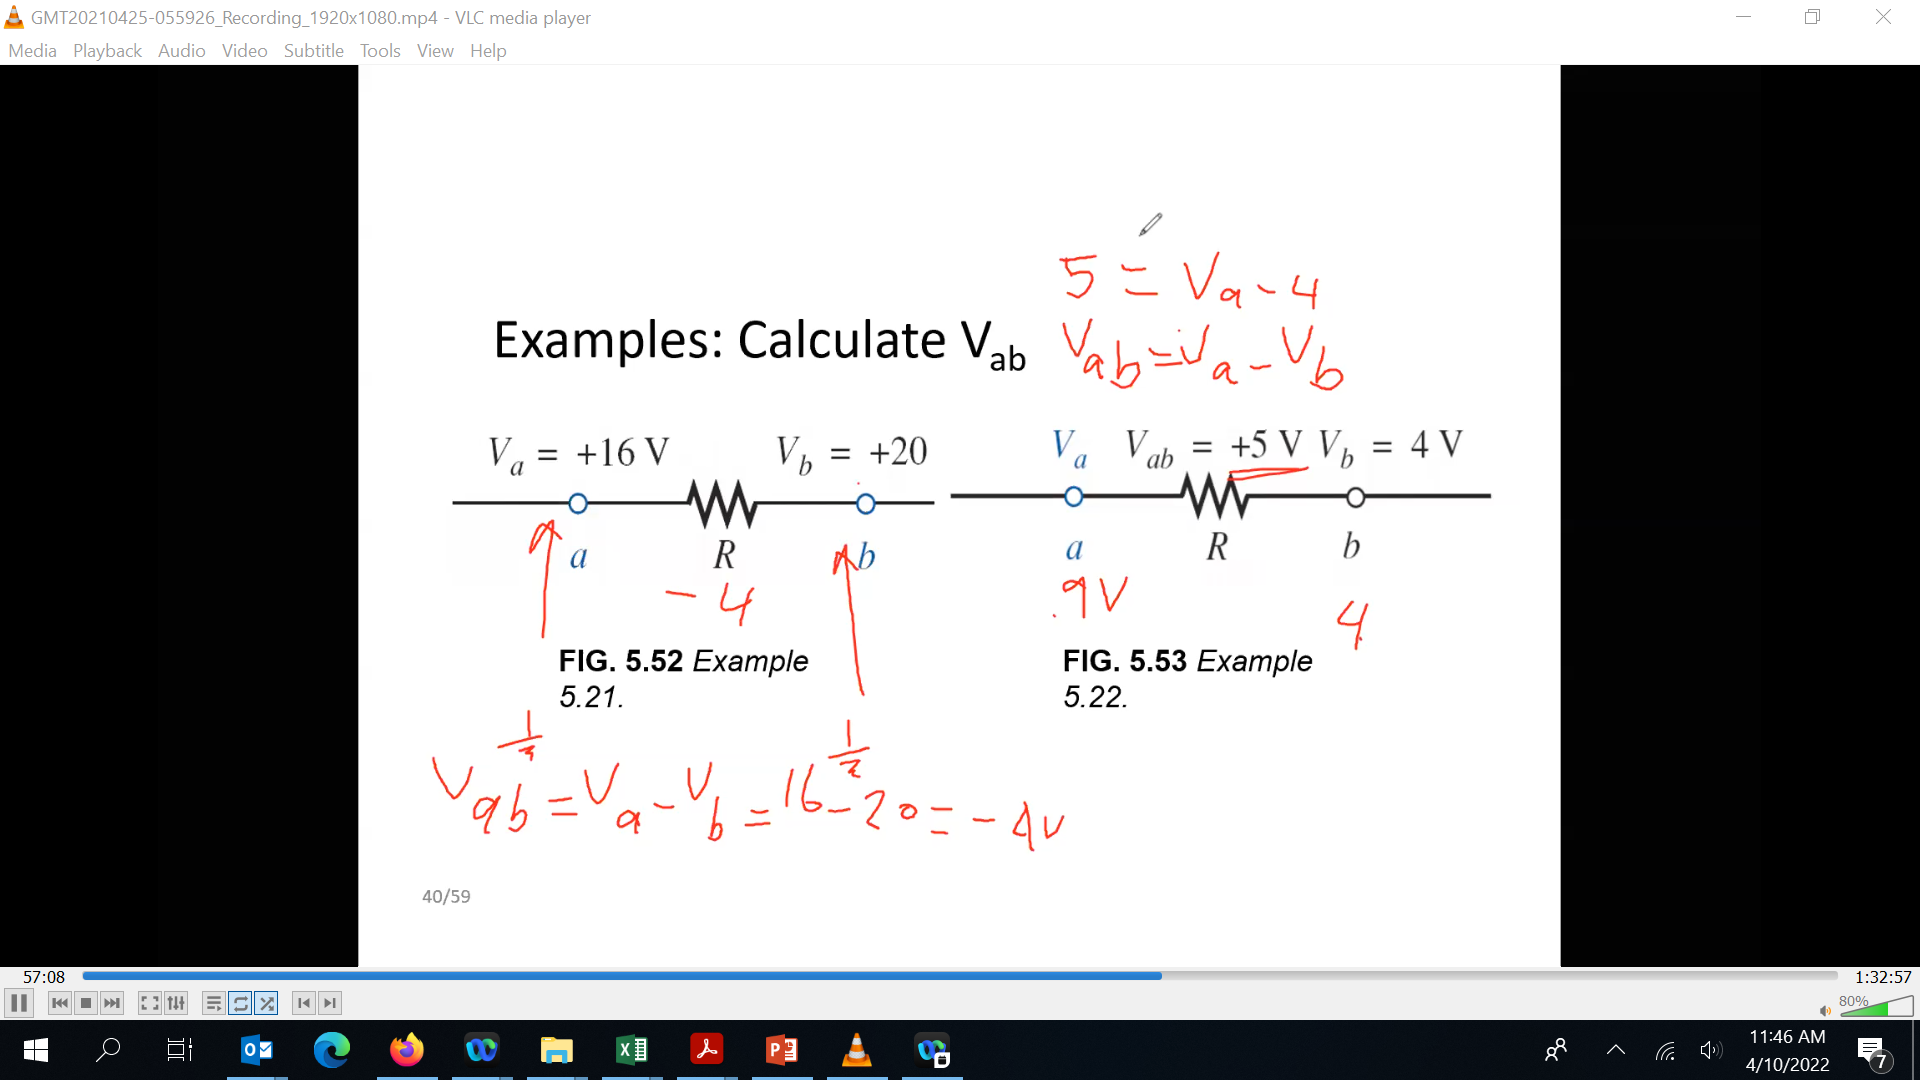 GMT20210425-055926_Recording_1920x1080.mp4 - VLC media player
Media Playback Audio Video Subtitle Tools View Help
5 = Va - 4
Examples: Calculate Vab
Vab = Va - Vb
Va = +16 V Vb = +20
Va Vab = +5 V Vb = 4 V
a R b
a R b
- 4
9V 4
FIG. 5.52 Example
5.21.
FIG. 5.53 Example
5.22.
Vab = Va - Vb = 16 - 20 = - 4V
40/59
57:08 1:32:57
80%
11:46 AM
4/10/2022
7